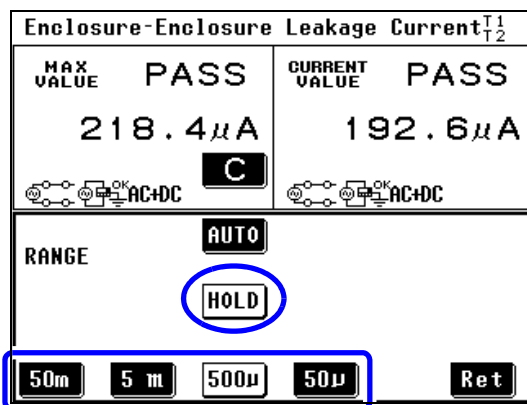 Enclosure-Enclosure Leakage Current T1 T2
MAX VALUE PASS
218.4µA
C
OK AC+DC
CURRENT VALUE PASS
192.6µA
OK AC+DC
AUTO
RANGE
HOLD
50m 5 m 500µ 50µ Ret